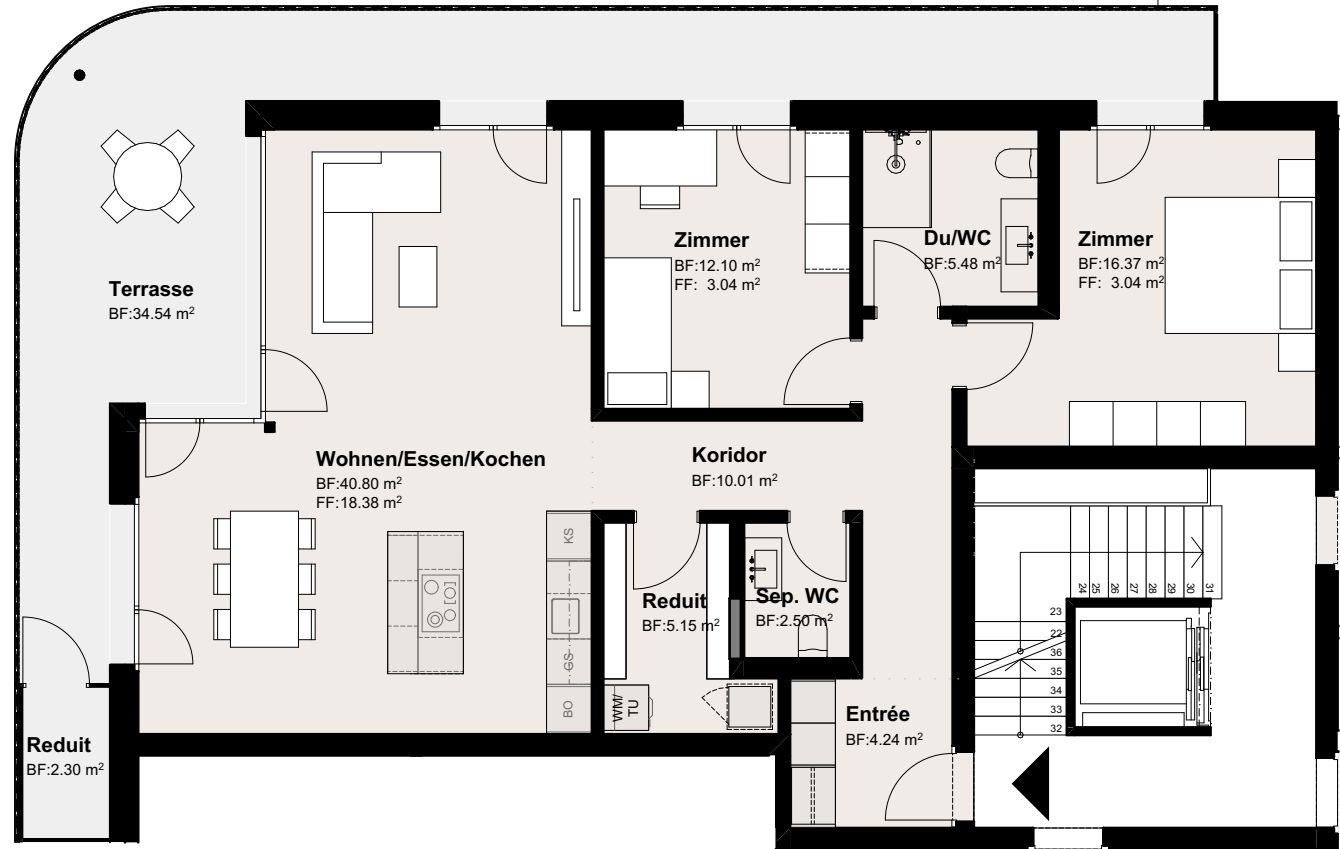 Terrasse
BF:34.54 m²
Wohnen/Essen/Kochen
BF:40.80 m²
FF:18.38 m²
Zimmer
BF:12.10 m²
FF: 3.04 m²
Du/WC
BF:5.48 m²
Zimmer
BF:16.37 m²
FF: 3.04 m²
Koridor
BF:10.01 m²
Reduit
BF:5.15 m²
Sep. WC
BF:2.50 m²
Entrée
BF:4.24 m²
Reduit
BF:2.30 m²
KS
GS
BO
WM/
TU
24
25
26
27
28
29
30
31
23
22
36
35
34
33
32